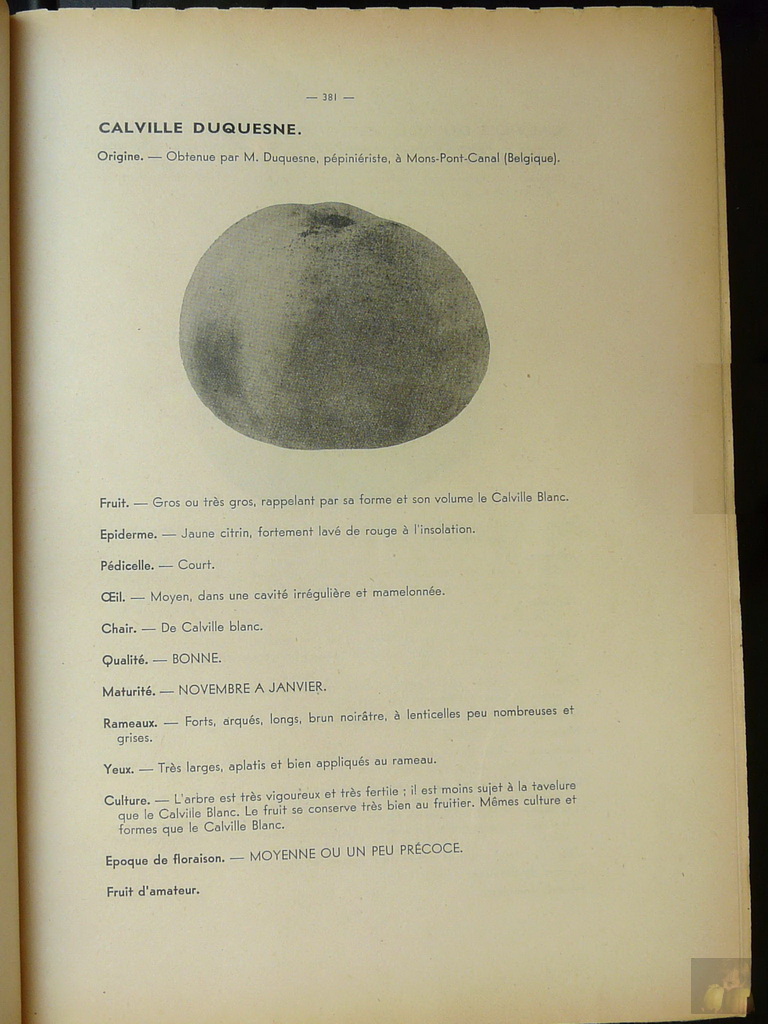 — 381 —
CALVILLE DUQUESNE.
Origine. — Obtenue par M. Duquesne, pépiniériste, à Mons-Pont-Canal (Belgique).
Fruit. — Gros ou très gros, rappelant par sa forme et son volume le Calville Blanc.
Epiderme. — Jaune citrin, fortement lavé de rouge à l'insolation.
Pédicelle. — Court.
Œil. — Moyen, dans une cavité irrégulière et mamelonnée.
Chair. — De Calville blanc.
Qualité. — BONNE.
Maturité. — NOVEMBRE A JANVIER.
Rameaux. — Forts, arqués, longs, brun noirâtre, à lenticelles peu nombreuses et
grises.
Yeux. — Très larges, aplatis et bien appliqués au rameau.
Culture. — L'arbre est très vigoureux et très fertile ; il est moins sujet à la tavelure
que le Calville Blanc. Le fruit se conserve très bien au fruitier. Mêmes culture et
formes que le Calville Blanc.
Epoque de floraison. — MOYENNE OU UN PEU PRÉCOCE.
Fruit d'amateur.